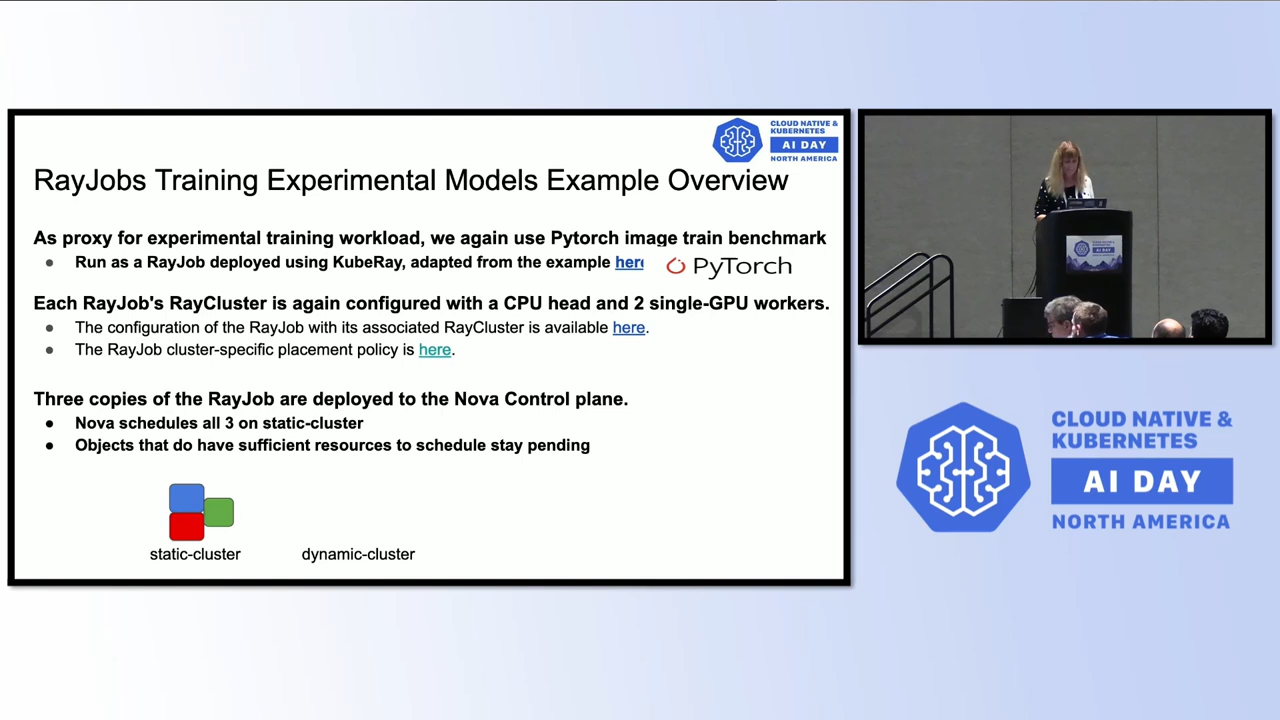 CLOUD NATIVE &
KUBERNETES
AI DAY
NORTH AMERICA
RayJobs Training Experimental Models Example Overview
As proxy for experimental training workload, we again use Pytorch image train benchmark
● Run as a RayJob deployed using KubeRay, adapted from the example here
PyTorch
Each RayJob's RayCluster is again configured with a CPU head and 2 single-GPU workers.
● The configuration of the RayJob with its associated RayCluster is available here.
● The RayJob cluster-specific placement policy is here.
Three copies of the RayJob are deployed to the Nova Control plane.
● Nova schedules all 3 on static-cluster
● Objects that do have sufficient resources to schedule stay pending
static-cluster
dynamic-cluster
CLOUD NATIVE &
KUBERNETES
AI DAY
NORTH AMERICA